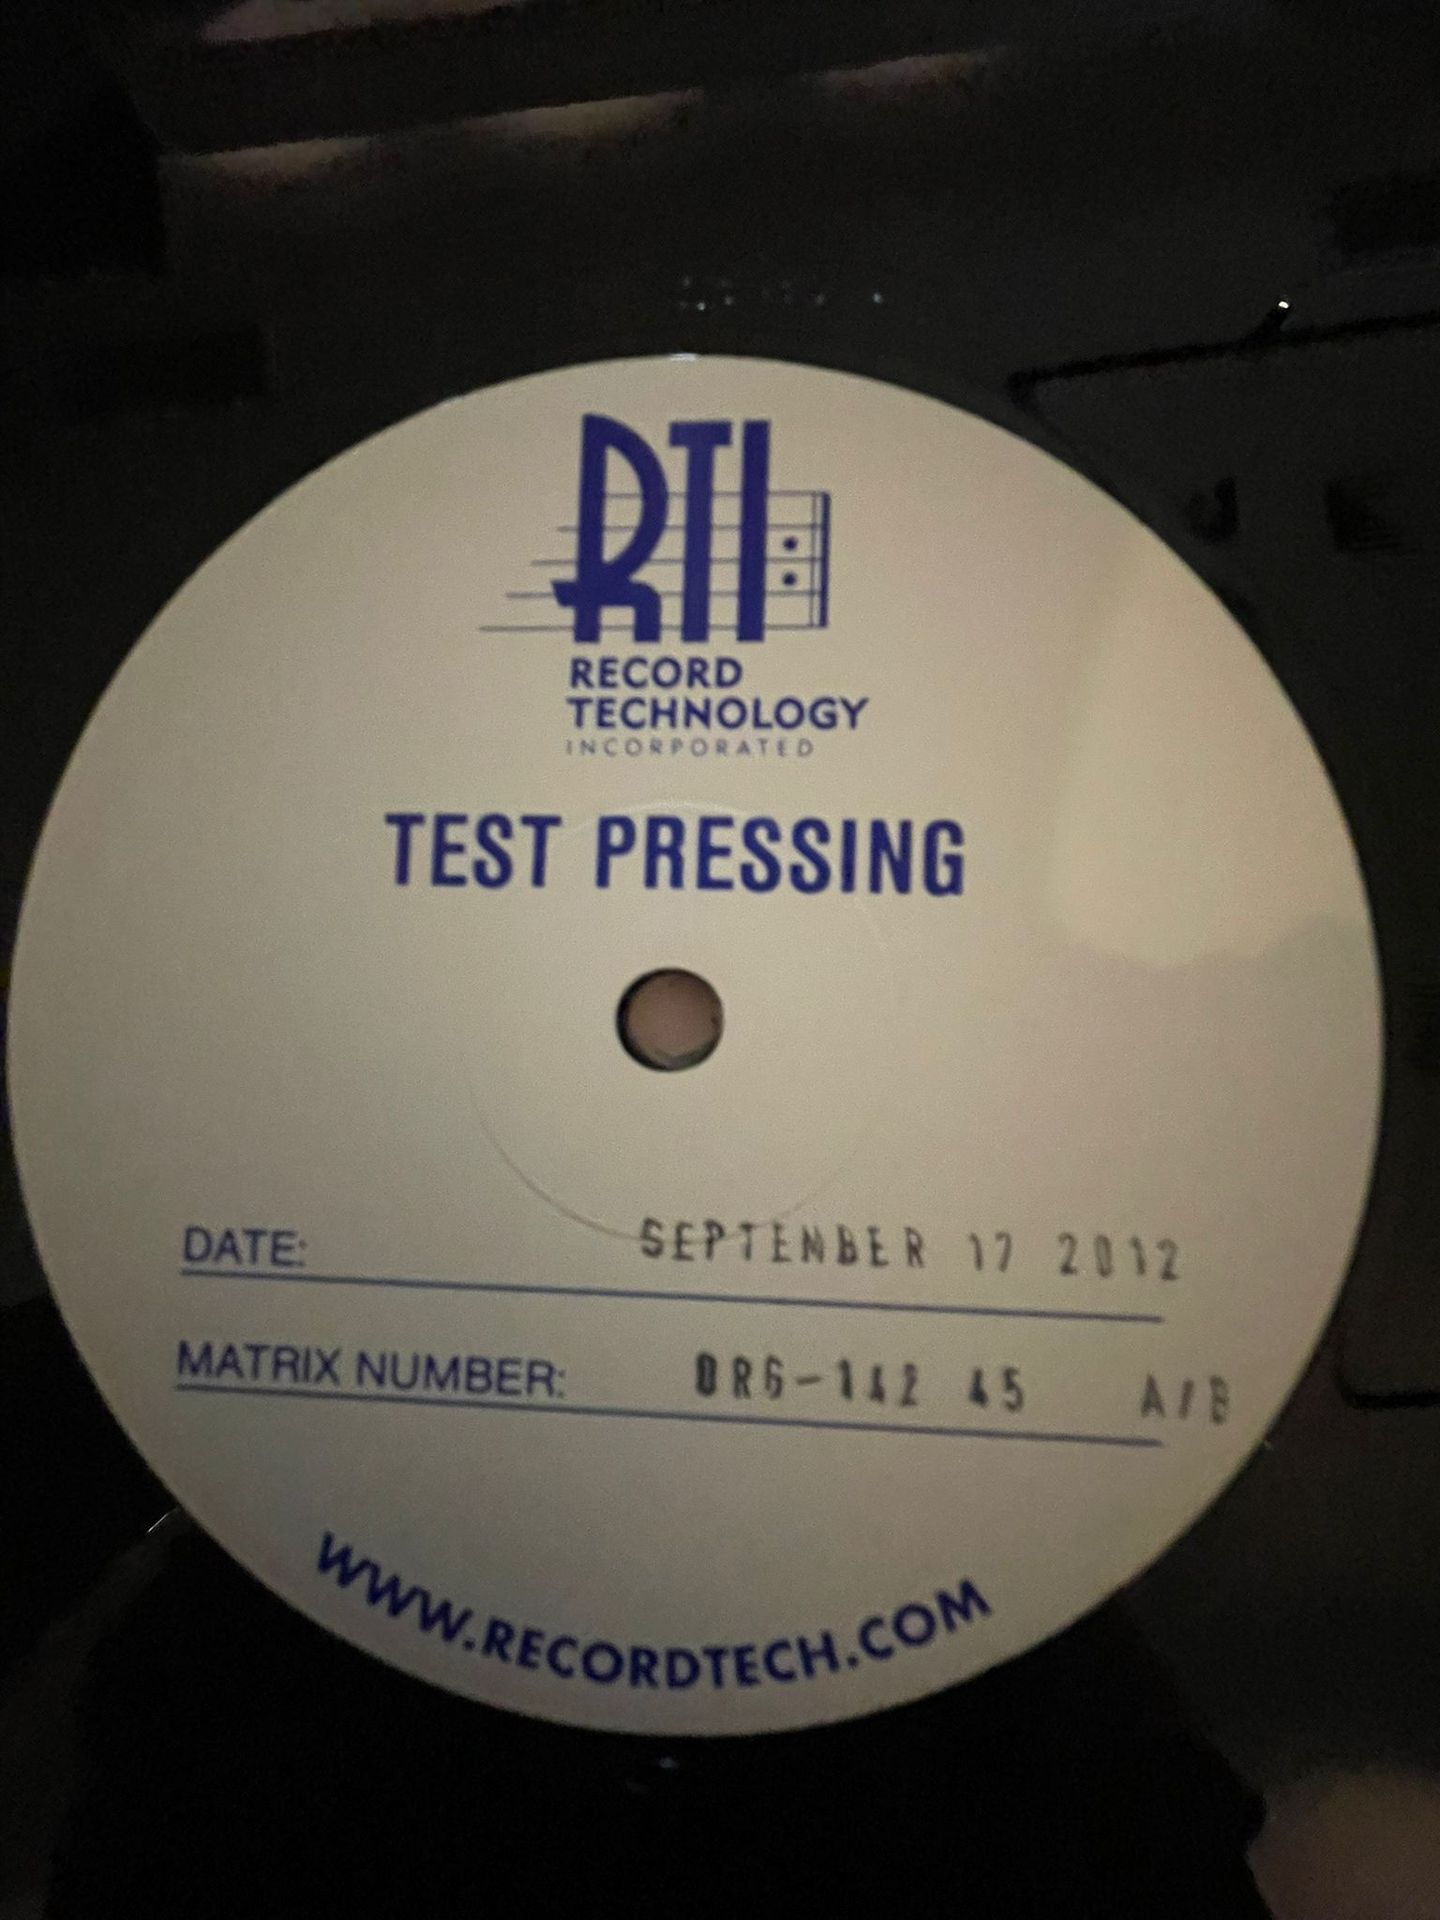 RTI
RECORD
TECHNOLOGY
INCORPORATED
TEST PRESSING
DATE: SEPTEMBER 17 2012
MATRIX NUMBER: ORG-142 45 A/B
WWW.RECORDTECH.COM